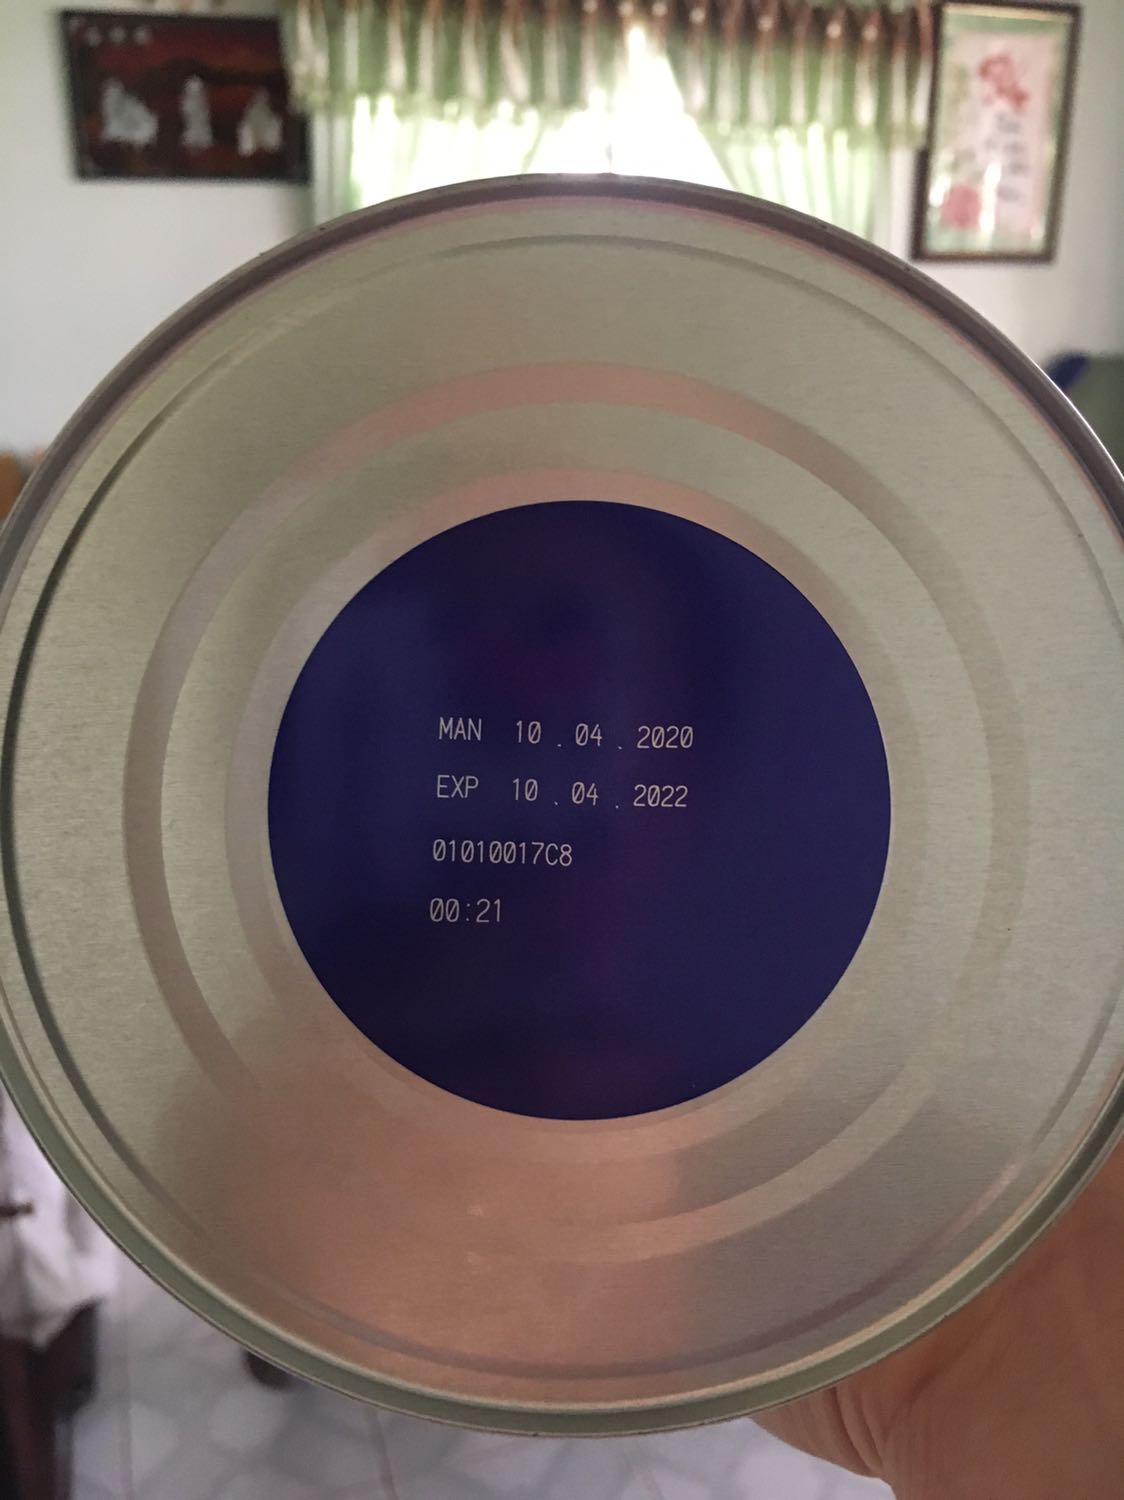 MAN 10 . 04 . 2020
EXP 10 . 04 . 2022
01010017C8
00:21